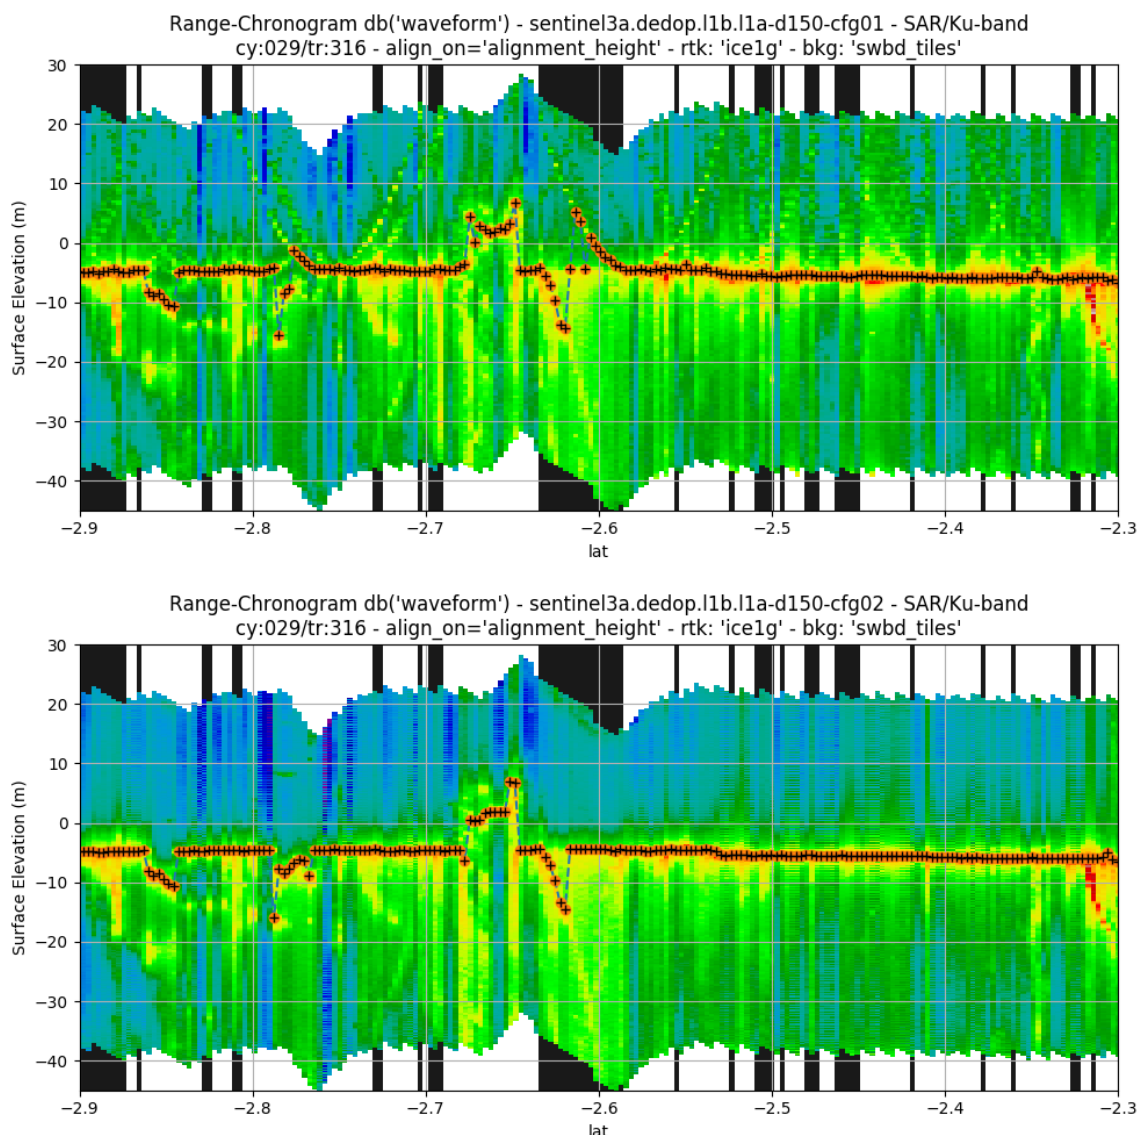 Range-Chronogram db('waveform') - sentinel3a.dedop.l1b.l1a-d150-cfg01 - SAR/Ku-band
cy:029/tr:316 - align_on='alignment_height' - rtk: 'ice1g' - bkg: 'swbd_tiles'
30
20
10
0
−10
−20
−30
−40
Surface Elevation (m)
−2.9 −2.8 −2.7 −2.6 −2.5 −2.4 −2.3
lat
Range-Chronogram db('waveform') - sentinel3a.dedop.l1b.l1a-d150-cfg02 - SAR/Ku-band
cy:029/tr:316 - align_on='alignment_height' - rtk: 'ice1g' - bkg: 'swbd_tiles'
30
20
10
0
−10
−20
−30
−40
Surface Elevation (m)
−2.9 −2.8 −2.7 −2.6 −2.5 −2.4 −2.3
lat